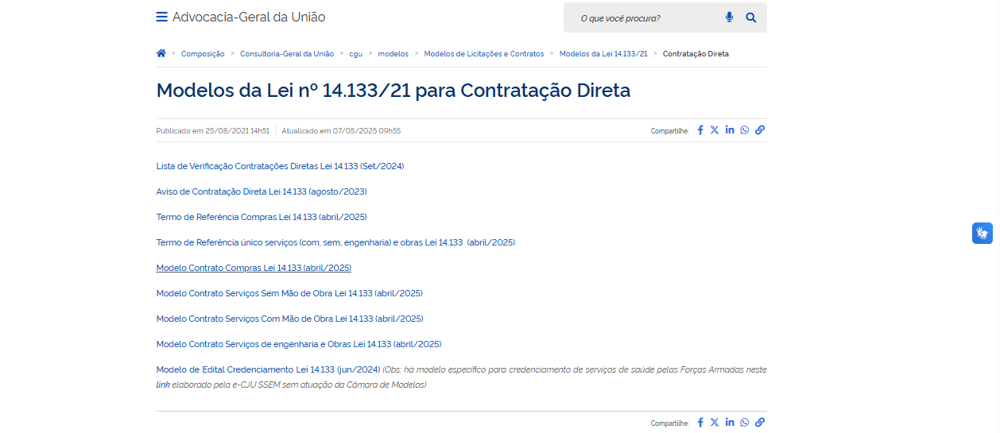 Advocacia-Geral da União
O que você procura?
Composição > Consultoria-Geral da União > cgu > modelos > Modelos de Licitações e Contratos > Modelos da Lei 14.133/21 > Contratação Direta
Modelos da Lei nº 14.133/21 para Contratação Direta
Publicado em 25/08/2021 14h51 Atualizado em 07/05/2025 09h55
Compartilhe:
Lista de Verificação Contratações Diretas Lei 14.133 (Set/2024)
Aviso de Contratação Direta Lei 14.133 (agosto/2023)
Termo de Referência Compras Lei 14.133 (abril/2025)
Termo de Referência único serviços (com, sem, engenharia) e obras Lei 14.133 (abril/2025)
Modelo Contrato Compras Lei 14.133 (abril/2025)
Modelo Contrato Serviços Sem Mão de Obra Lei 14.133 (abril/2025)
Modelo Contrato Serviços Com Mão de Obra Lei 14.133 (abril/2025)
Modelo Contrato Serviços de engenharia e Obras Lei 14.133 (abril/2025)
Modelo de Edital Credenciamento Lei 14.133 (jun/2024) (Obs: há modelo específico para credenciamento de serviços de saúde pelas Forças Armadas neste
link elaborado pela e-CJU SSEM sem atuação da Câmara de Modelos)
Compartilhe: